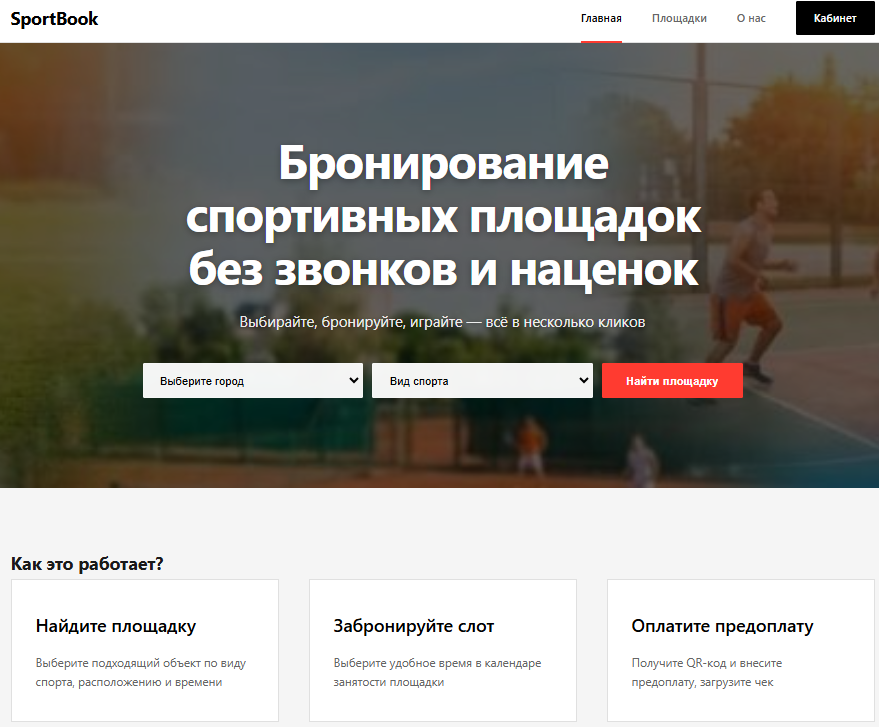 SportBook
Главная
Площадки
О нас
Кабинет
Бронирование
спортивных площадок
без звонков и наценок
Выбирайте, бронируйте, играйте — всё в несколько кликов
Выберите город
Вид спорта
Найти площадку
Как это работает?
Найдите площадку
Выберите подходящий объект по виду
спорта, расположению и времени
Забронируйте слот
Выберите удобное время в календаре
занятости площадки
Оплатите предоплату
Получите QR-код и внесите
предоплату, загрузите чек